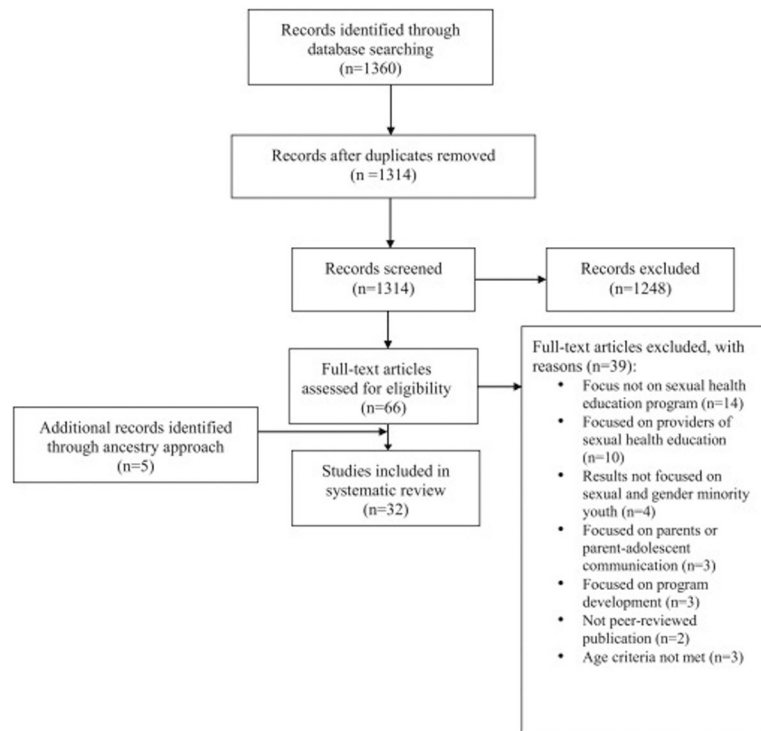 Records identified through
database searching
(n=1360)
Records after duplicates removed
(n =1314)
Records screened
(n=1314)
Records excluded
(n=1248)
Full-text articles
assessed for eligibility
(n=66)
Full-text articles excluded, with
reasons (n=39):
• Focus not on sexual health
education program (n=14)
• Focused on providers of
sexual health education
(n=10)
• Results not focused on
sexual and gender minority
youth (n=4)
• Focused on parents or
parent-adolescent
communication (n=3)
• Focused on program
development (n=3)
• Not peer-reviewed
publication (n=2)
• Age criteria not met (n=3)
Additional records identified
through ancestry approach
(n=5)
Studies included in
systematic review
(n=32)